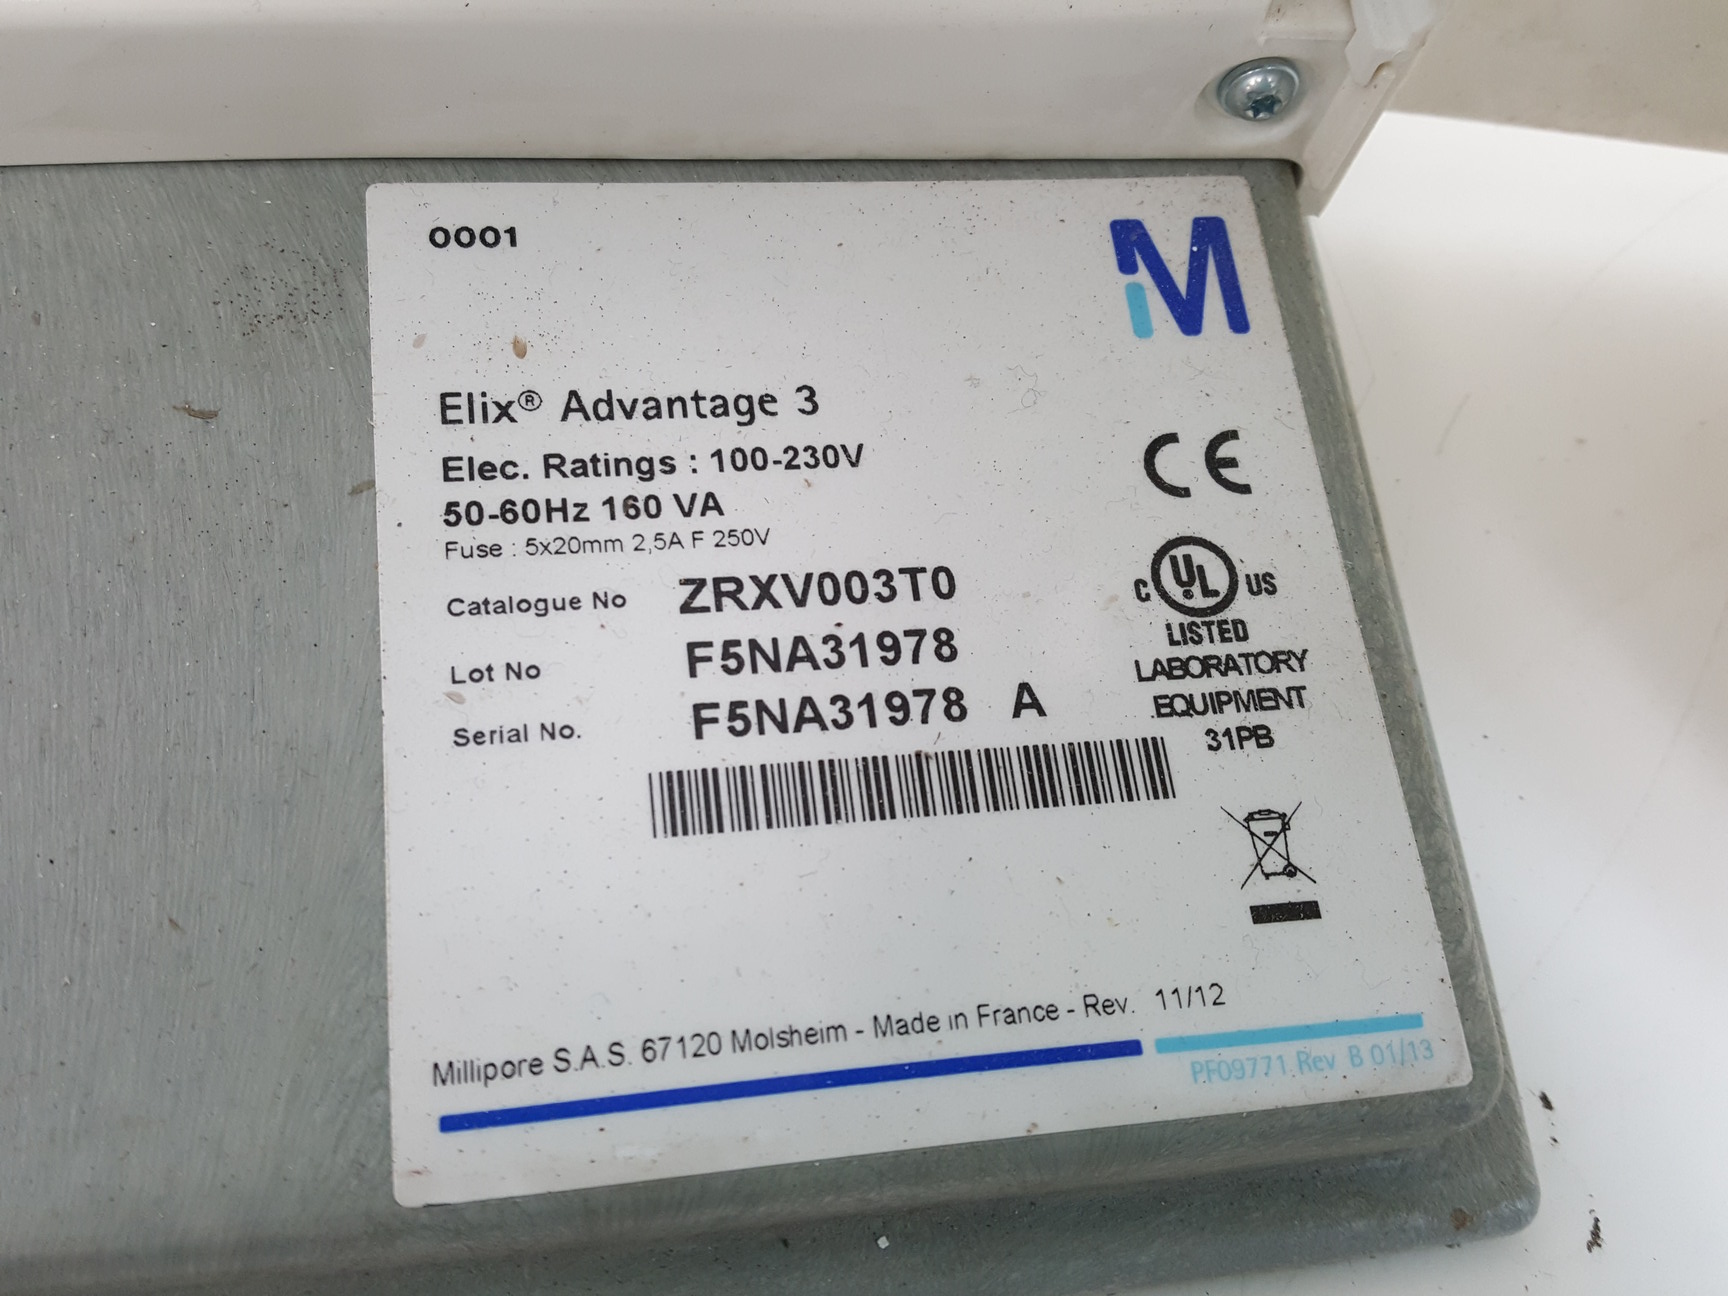 0001
M
Elix® Advantage 3
Elec. Ratings : 100-230V
50-60Hz 160 VA
Fuse : 5x20mm 2,5A F 250V
Catalogue No ZRXV003T0
Lot No F5NA31978
Serial No. F5NA31978 A
CE
C UL US
LISTED
LABORATORY
EQUIPMENT
31PB
Millipore S.A.S. 67120 Molsheim - Made in France - Rev. 11/12
PF09771 Rev B 01/13